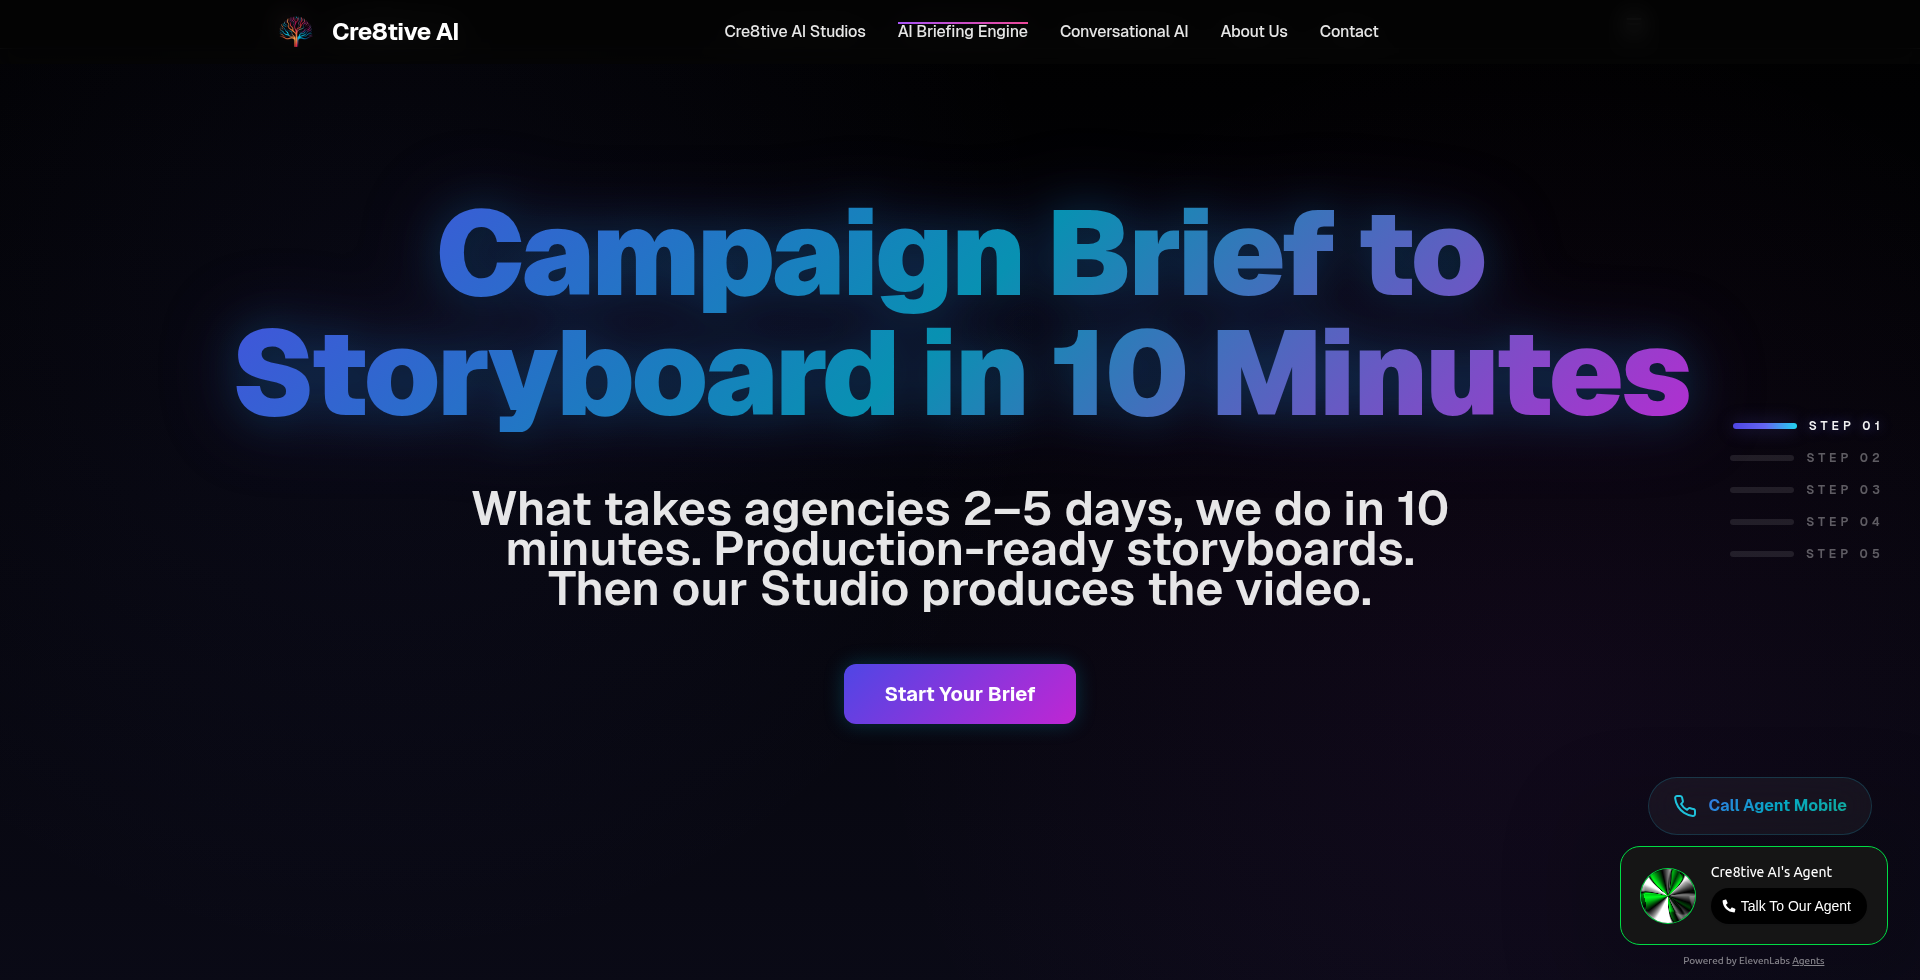 Cre8tive AI
Cre8tive AI Studios
AI Briefing Engine
Conversational AI
About Us
Contact
Campaign Brief to
Storyboard in 10 Minutes
What takes agencies 2–5 days, we do in 10
minutes. Production-ready storyboards.
Then our Studio produces the video.
Start Your Brief
STEP 01
STEP 02
STEP 03
STEP 04
STEP 05
Call Agent Mobile
Cre8tive AI's Agent
Talk To Our Agent
Powered by ElevenLabs Agents